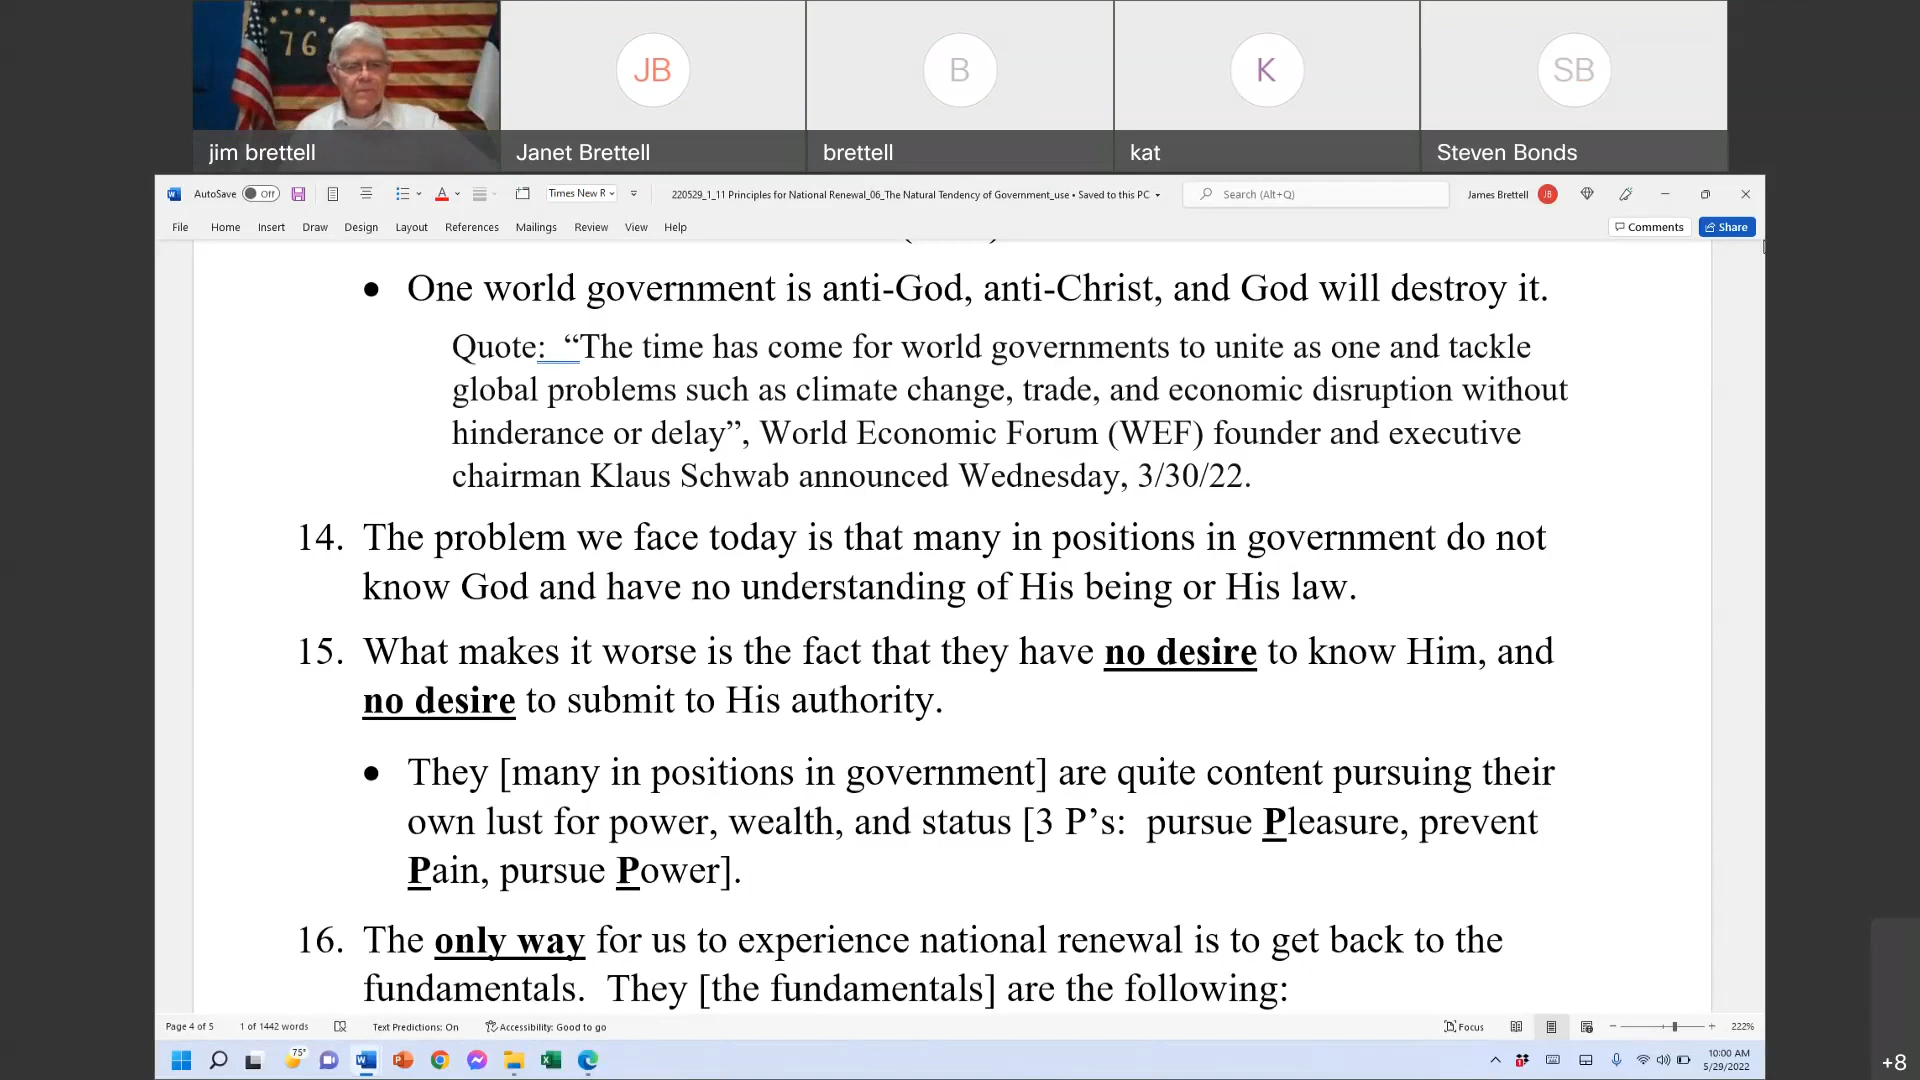 76
JB
B
K
SB
jim brettell
Janet Brettell
brettell
kat
Steven Bonds
AutoSave Off
Times New R
220529_1_11 Principles for National Renewal_06_The Natural Tendency of Government_use • Saved to this PC
Search (Alt+Q)
James Brettell JB
File Home Insert Draw Design Layout References Mailings Review View Help
Comments Share
• One world government is anti-God, anti-Christ, and God will destroy it.
Quote: “The time has come for world governments to unite as one and tackle
global problems such as climate change, trade, and economic disruption without
hinderance or delay”, World Economic Forum (WEF) founder and executive
chairman Klaus Schwab announced Wednesday, 3/30/22.
14. The problem we face today is that many in positions in government do not
know God and have no understanding of His being or His law.
15. What makes it worse is the fact that they have no desire to know Him, and
no desire to submit to His authority.
• They [many in positions in government] are quite content pursuing their
own lust for power, wealth, and status [3 P’s: pursue Pleasure, prevent
Pain, pursue Power].
16. The only way for us to experience national renewal is to get back to the
fundamentals. They [the fundamentals] are the following:
Page 4 of 5 1 of 1442 words Text Predictions: On Accessibility: Good to go
Focus 222%
75°
10:00 AM
5/29/2022
+8